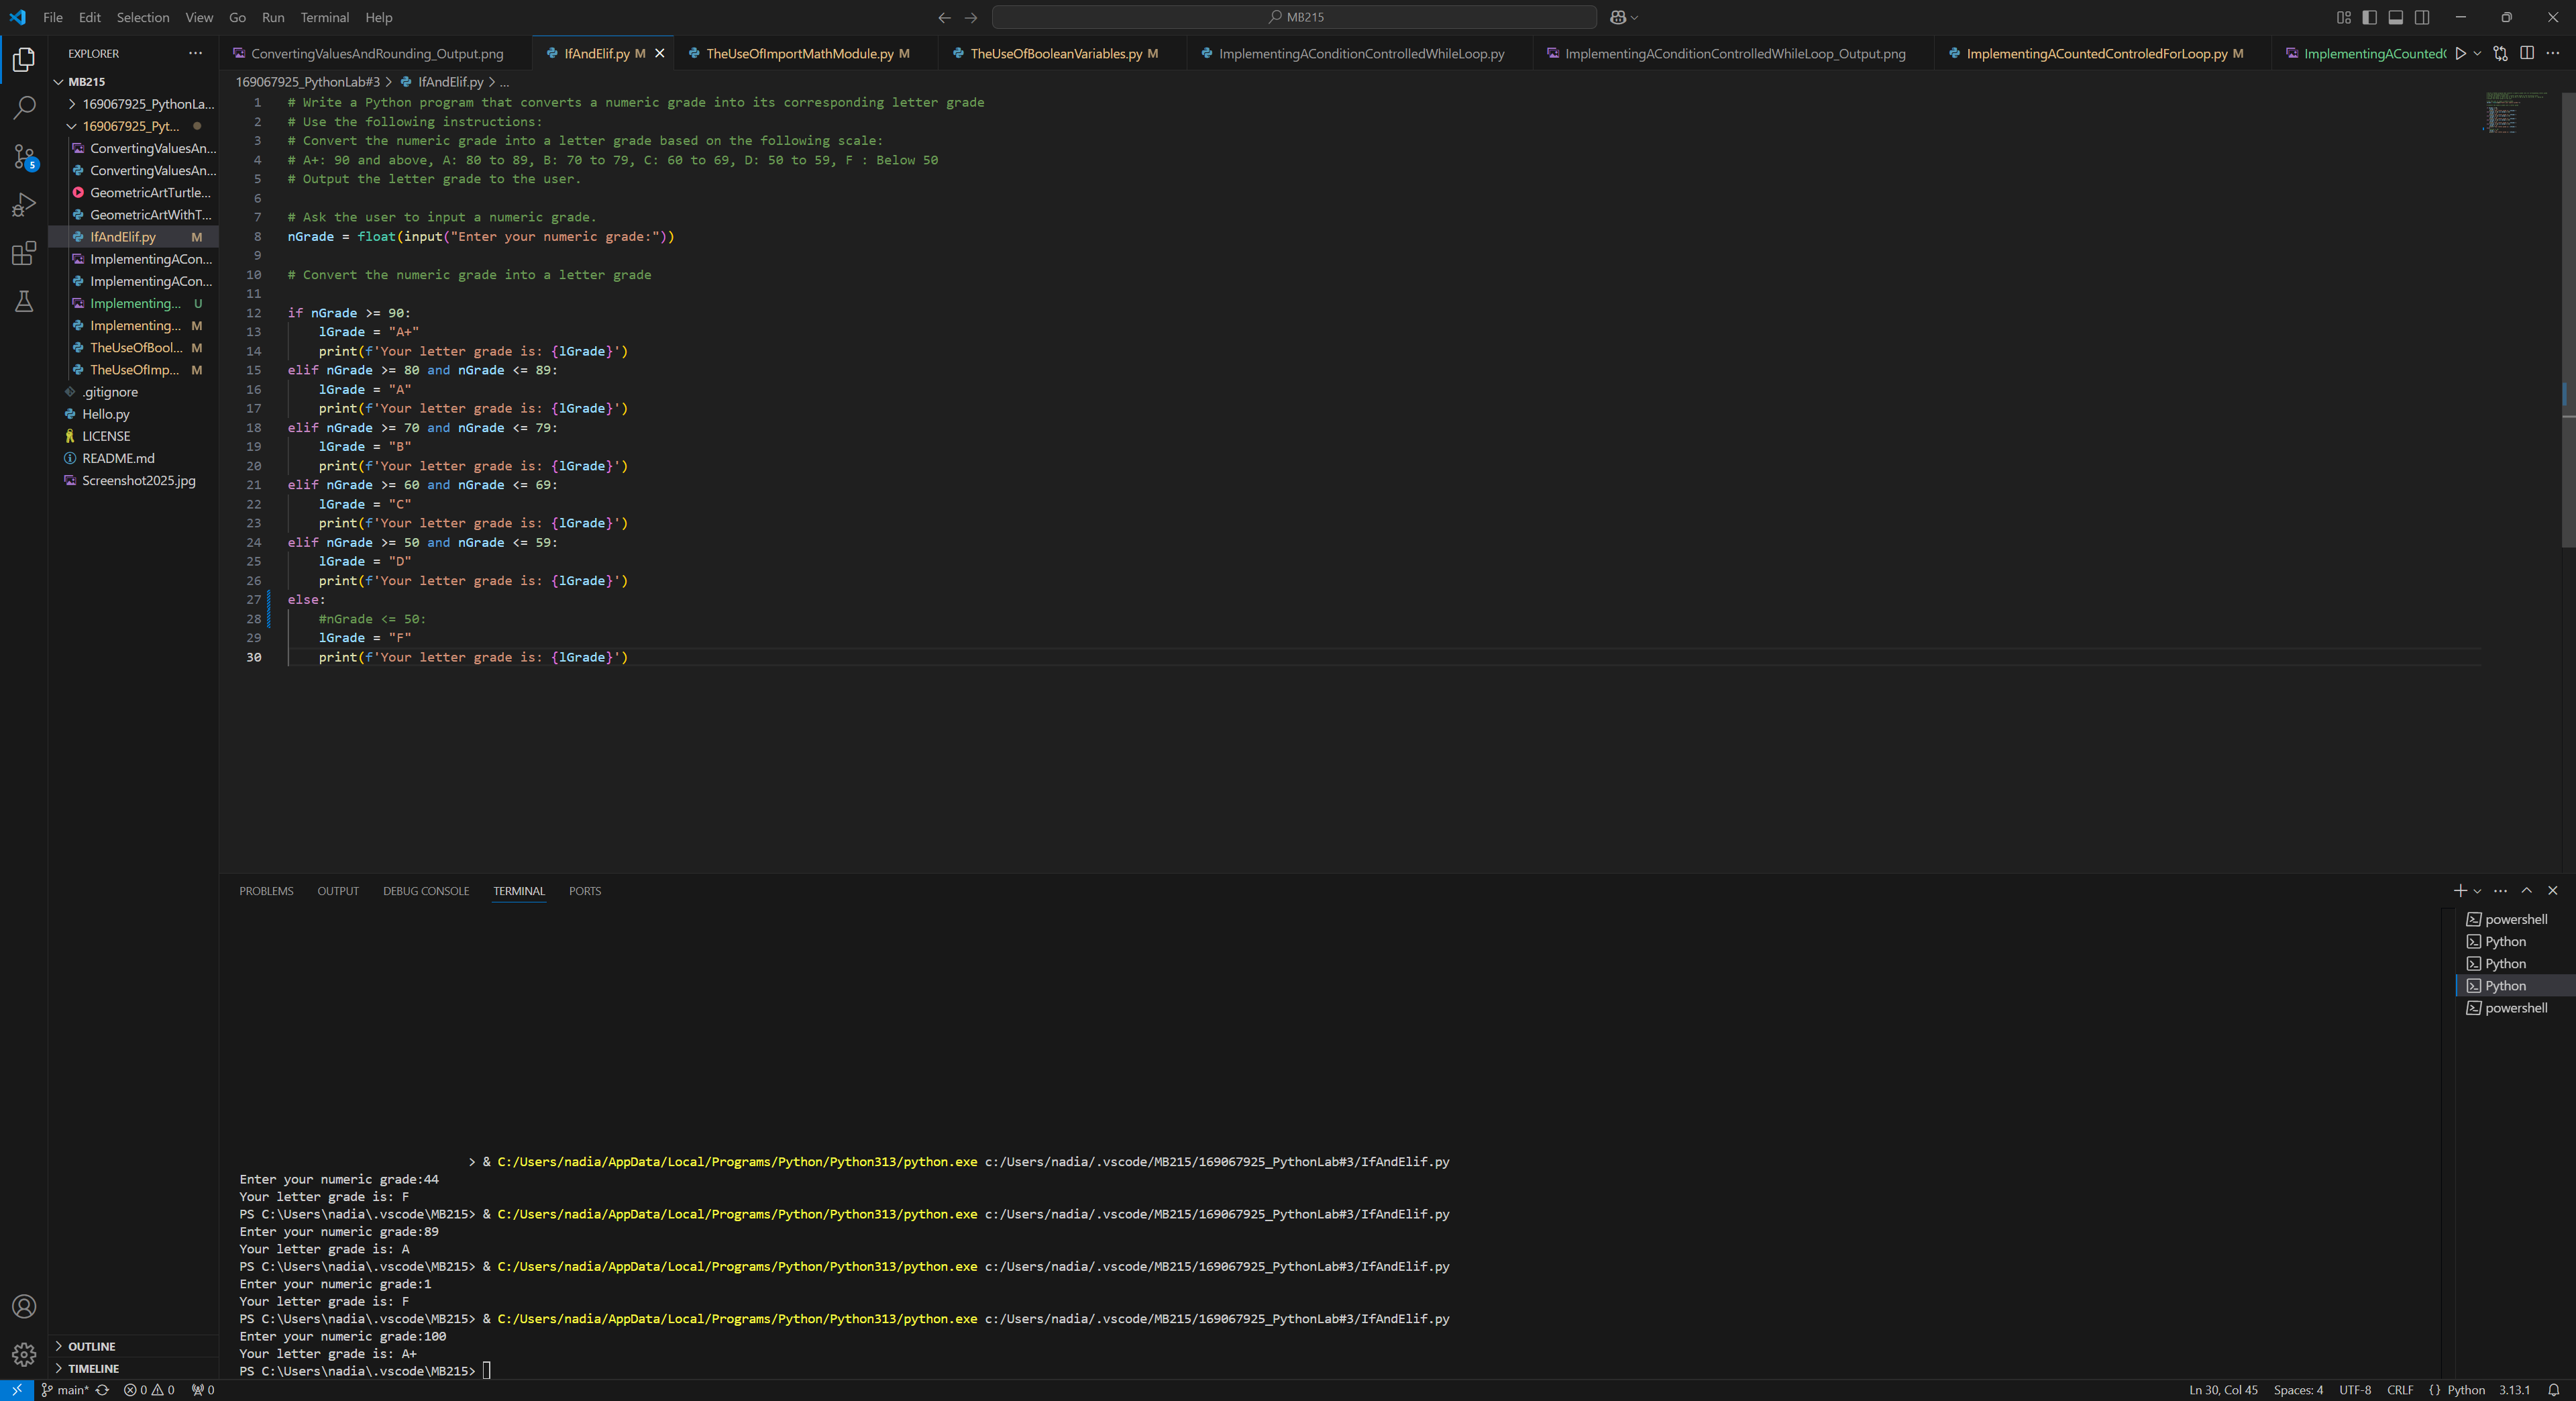 File Edit Selection View Go Run Terminal Help
MB215
EXPLORER
ConvertingValuesAndRounding_Output.png
IfAndElif.py M
TheUseOfImportMathModule.py M
TheUseOfBooleanVariables.py M
ImplementingAConditionControlledWhileLoop.py
ImplementingAConditionControlledWhileLoop_Output.png
ImplementingACountedControledForLoop.py M
ImplementingACounted
MB215
169067925_PythonLa...
169067925_Pyt...
ConvertingValuesAn...
ConvertingValuesAn...
GeometricArtTurtle...
GeometricArtWithT...
IfAndElif.py M
ImplementingACon...
ImplementingACon...
Implementing... U
Implementing... M
TheUseOfBool... M
TheUseOfImp... M
.gitignore
Hello.py
LICENSE
README.md
Screenshot2025.jpg
5
OUTLINE
TIMELINE
169067925_PythonLab#3 > IfAndElif.py > ...
1 # Write a Python program that converts a numeric grade into its corresponding letter grade
2 # Use the following instructions:
3 # Convert the numeric grade into a letter grade based on the following scale:
4 # A+: 90 and above, A: 80 to 89, B: 70 to 79, C: 60 to 69, D: 50 to 59, F : Below 50
5 # Output the letter grade to the user.
6
7 # Ask the user to input a numeric grade.
8 nGrade = float(input("Enter your numeric grade:"))
9
10 # Convert the numeric grade into a letter grade
11
12 if nGrade >= 90:
13     lGrade = "A+"
14     print(f'Your letter grade is: {lGrade}')
15 elif nGrade >= 80 and nGrade <= 89:
16     lGrade = "A"
17     print(f'Your letter grade is: {lGrade}')
18 elif nGrade >= 70 and nGrade <= 79:
19     lGrade = "B"
20     print(f'Your letter grade is: {lGrade}')
21 elif nGrade >= 60 and nGrade <= 69:
22     lGrade = "C"
23     print(f'Your letter grade is: {lGrade}')
24 elif nGrade >= 50 and nGrade <= 59:
25     lGrade = "D"
26     print(f'Your letter grade is: {lGrade}')
27 else:
28     #nGrade <= 50:
29     lGrade = "F"
30     print(f'Your letter grade is: {lGrade}')
PROBLEMS OUTPUT DEBUG CONSOLE TERMINAL PORTS
powershell
Python
Python
Python
powershell
> & C:/Users/nadia/AppData/Local/Programs/Python/Python313/python.exe c:/Users/nadia/.vscode/MB215/169067925_PythonLab#3/IfAndElif.py
Enter your numeric grade:44
Your letter grade is: F
PS C:\Users\nadia\.vscode\MB215> & C:/Users/nadia/AppData/Local/Programs/Python/Python313/python.exe c:/Users/nadia/.vscode/MB215/169067925_PythonLab#3/IfAndElif.py
Enter your numeric grade:89
Your letter grade is: A
PS C:\Users\nadia\.vscode\MB215> & C:/Users/nadia/AppData/Local/Programs/Python/Python313/python.exe c:/Users/nadia/.vscode/MB215/169067925_PythonLab#3/IfAndElif.py
Enter your numeric grade:1
Your letter grade is: F
PS C:\Users\nadia\.vscode\MB215> & C:/Users/nadia/AppData/Local/Programs/Python/Python313/python.exe c:/Users/nadia/.vscode/MB215/169067925_PythonLab#3/IfAndElif.py
Enter your numeric grade:100
Your letter grade is: A+
PS C:\Users\nadia\.vscode\MB215>
main* 0 0 0
Ln 30, Col 45 Spaces: 4 UTF-8 CRLF {} Python 3.13.1